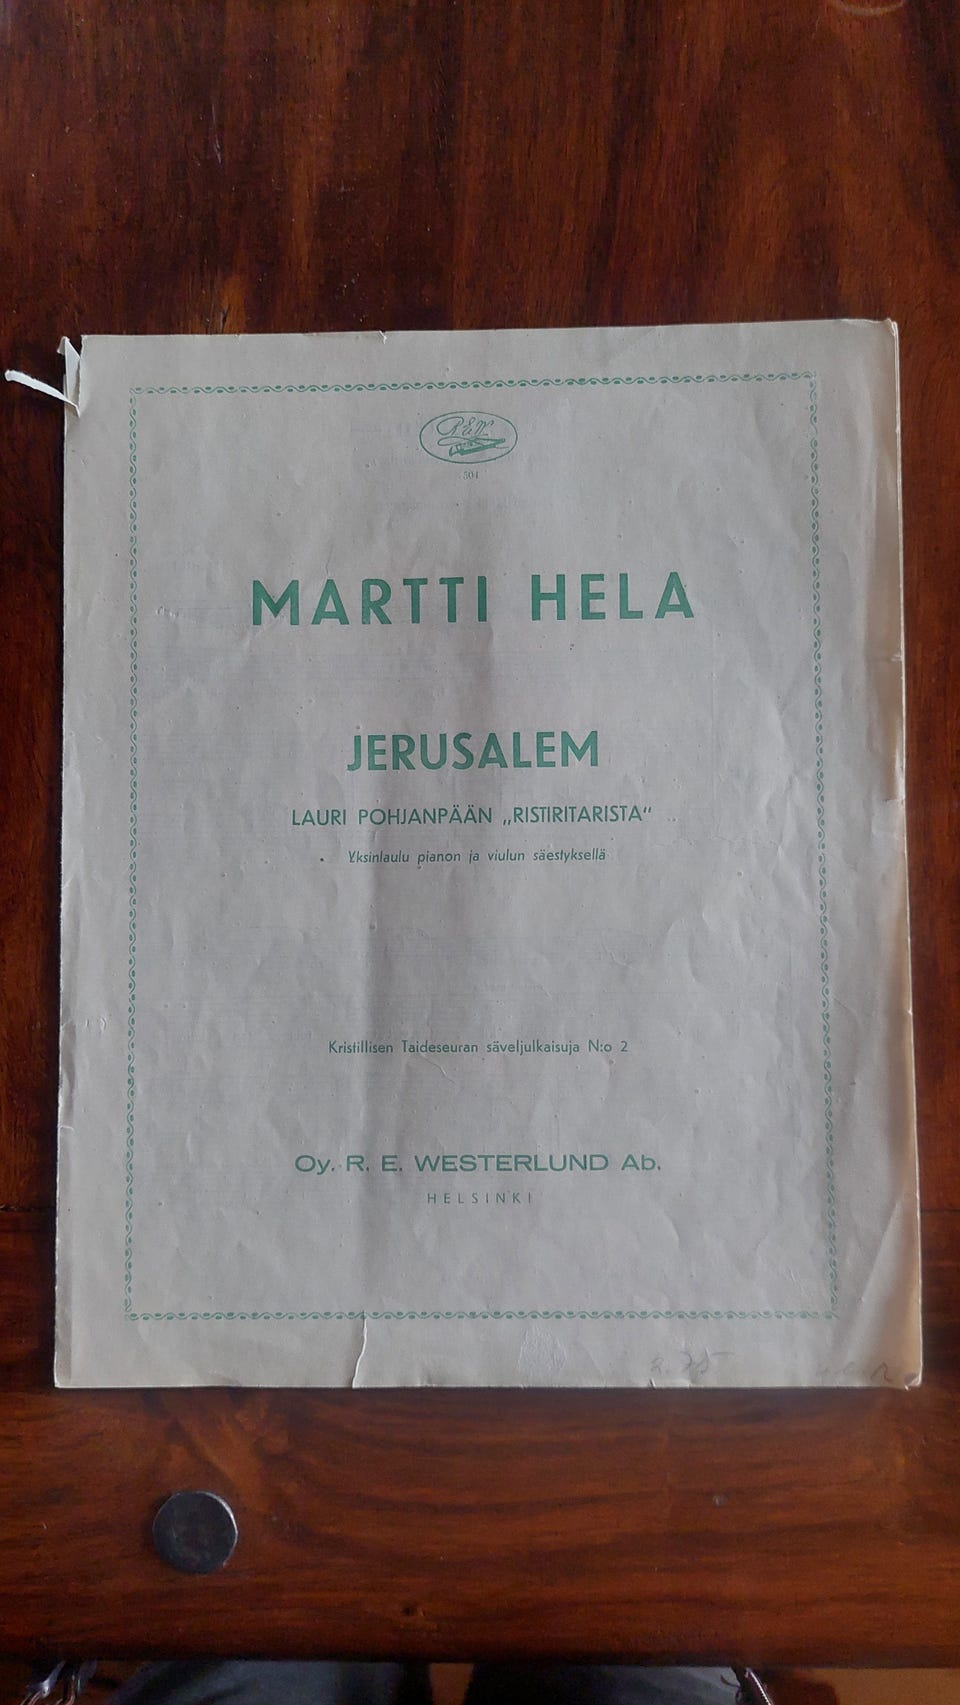 R.E.W.
501
MARTTI HELA
JERUSALEM
LAURI POHJANPÄÄN „RISTIRITARISTA“
Yksinlaulu pianon ja viulun säestyksellä
Kristillisen Taideseuran säveljulkaisuja N:o 2
Oy. R. E. WESTERLUND Ab.
HELSINKI